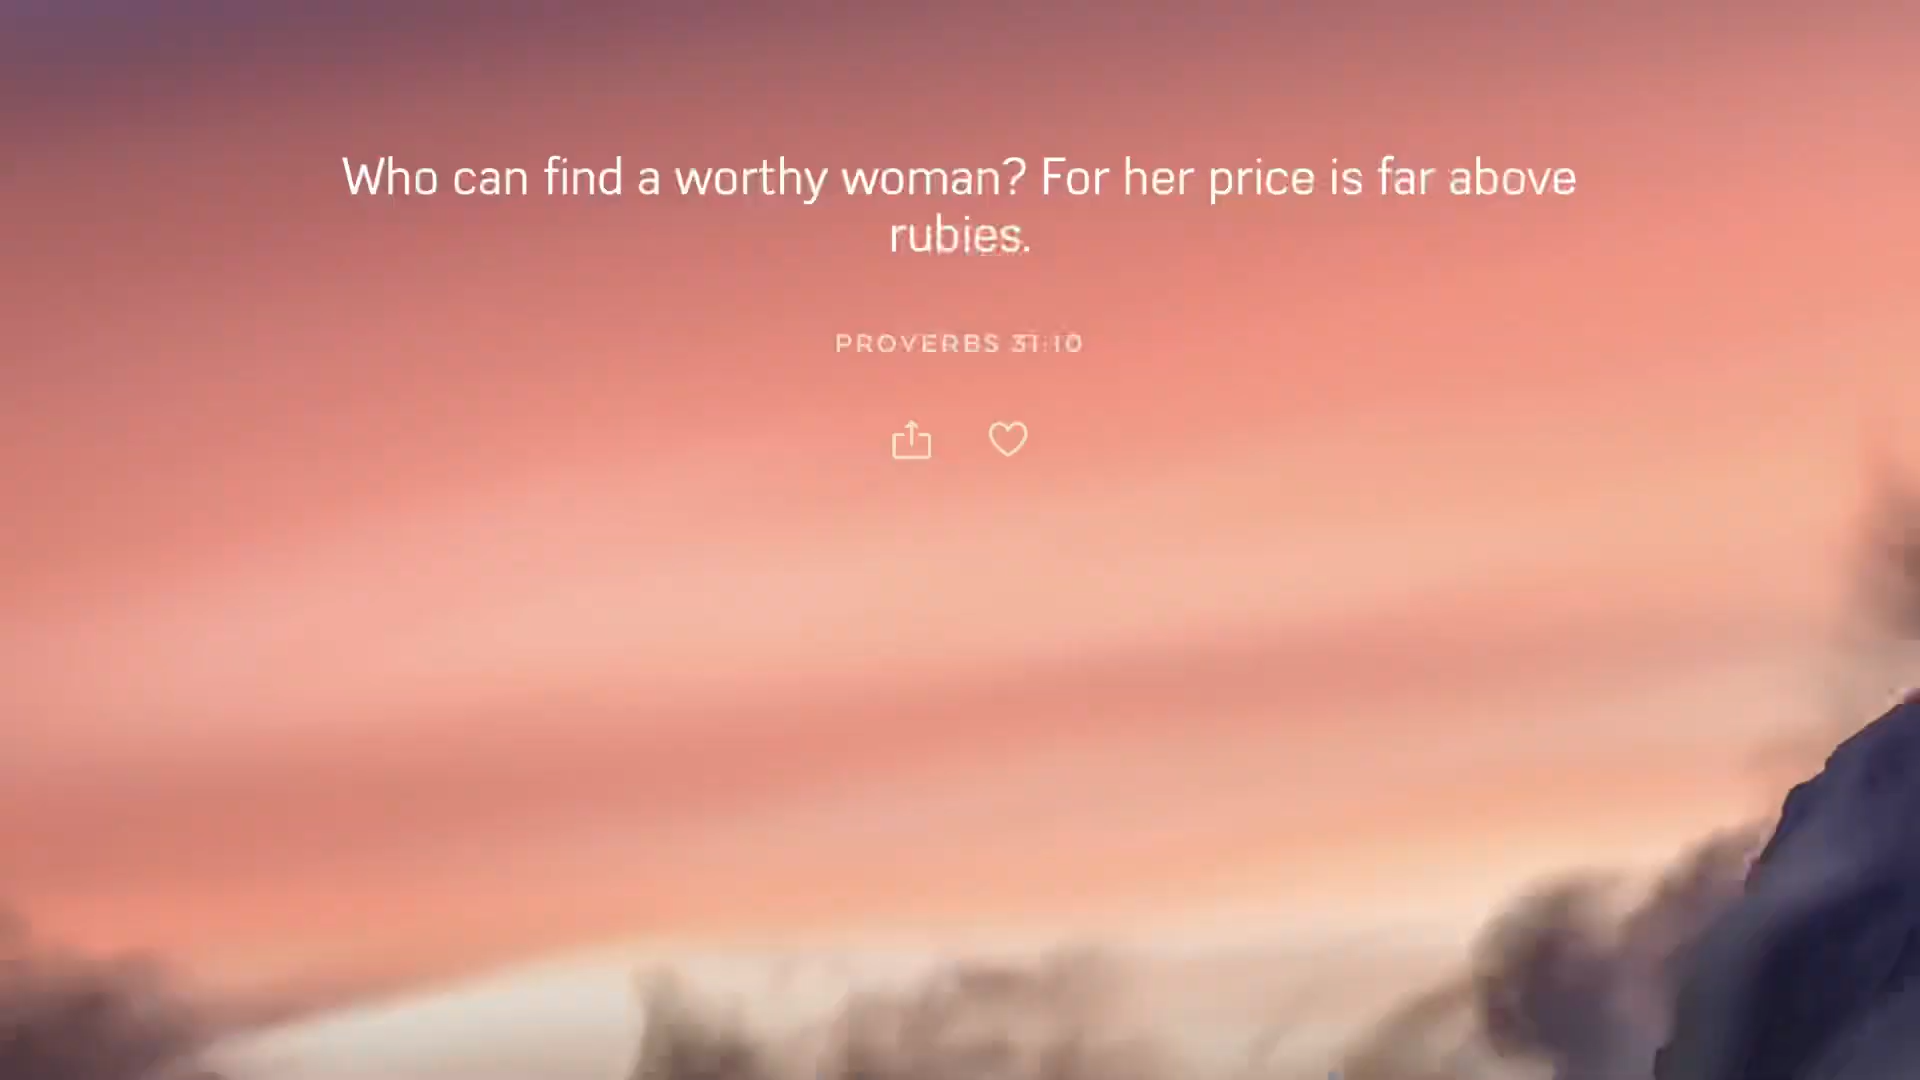 Who can find a worthy woman? For her price is far above
rubies.
PROVERBS 31:10